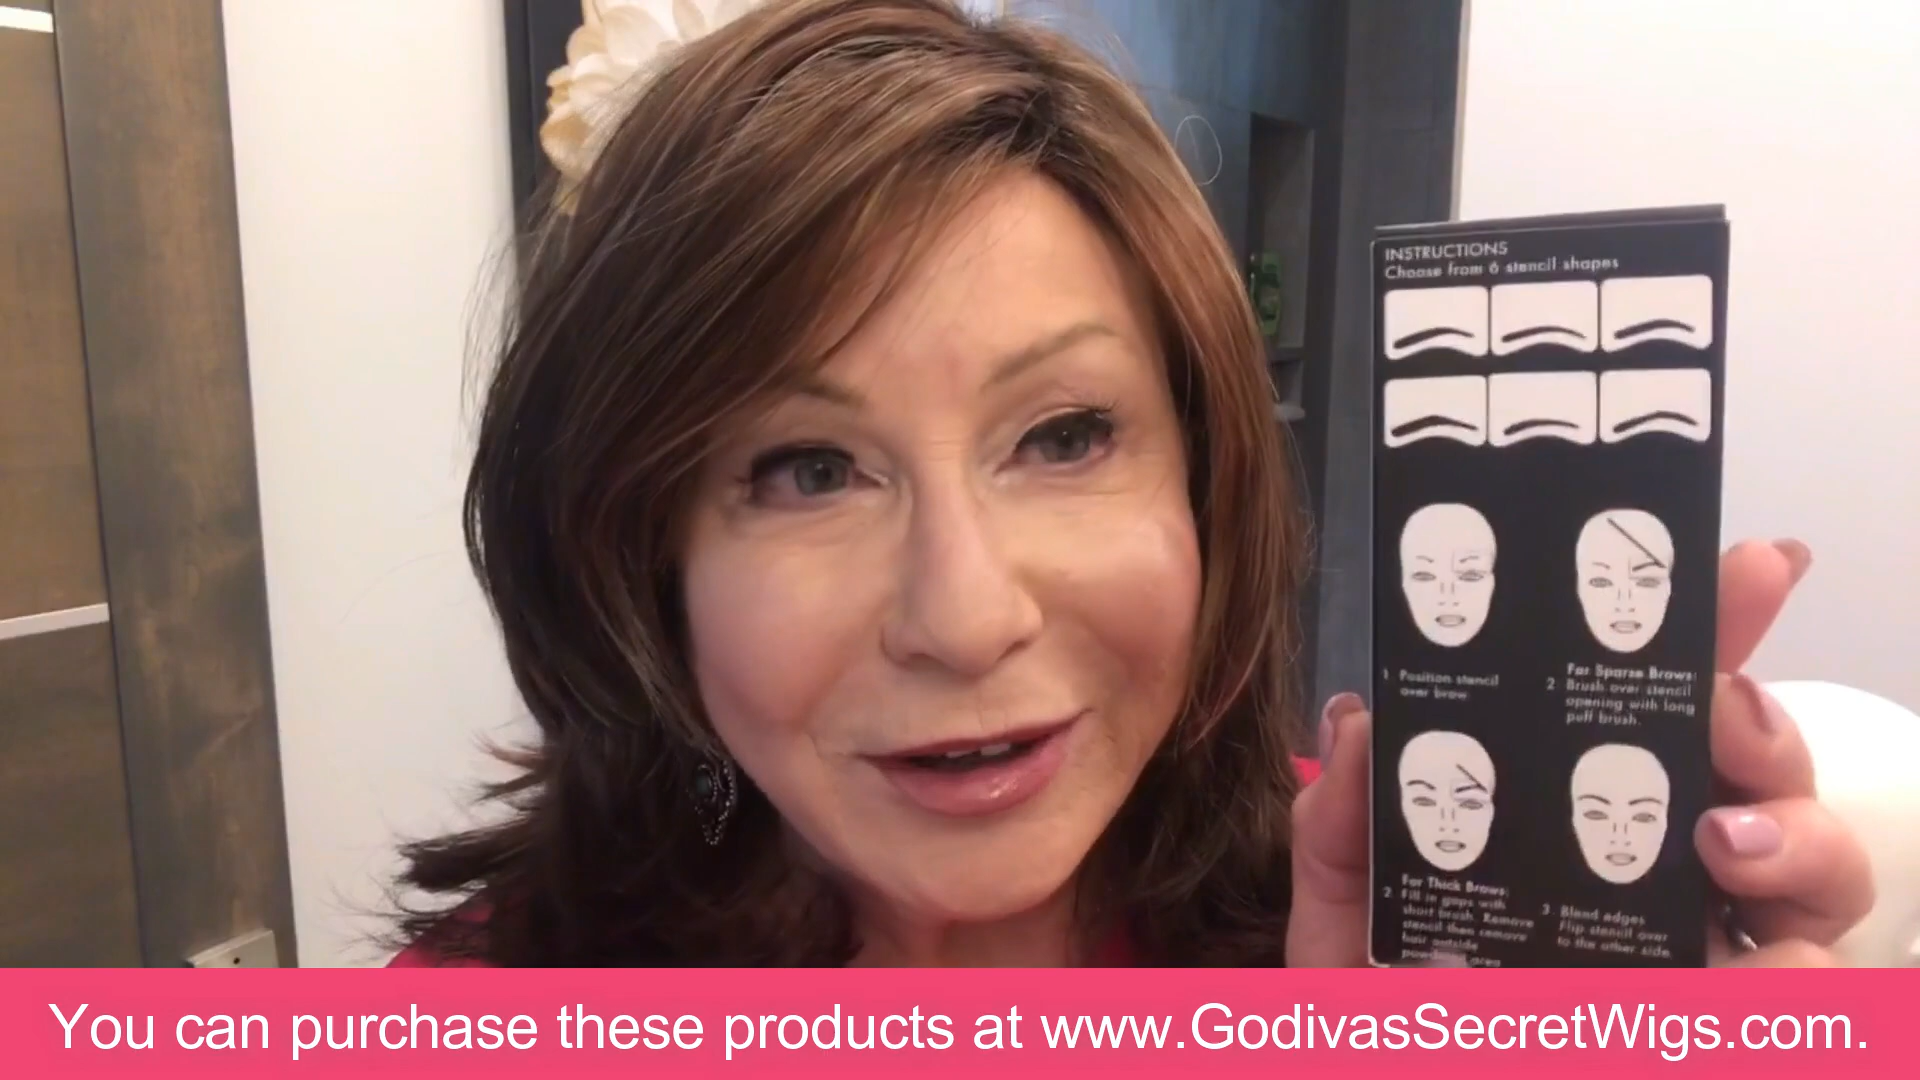 INSTRUCTIONS
Choose from 6 stencil shapes
1 Position stencil
over brow
For Sparse Brows:
2 Brush over stencil
opening with long
puff brush.
For Thick Brows:
2. Fill in gaps with
short brush. Remove
stencil then remove
hair outside
powdered area
3. Blend edges
Flip stencil over
to the other side.
You can purchase these products at www.GodivasSecretWigs.com.